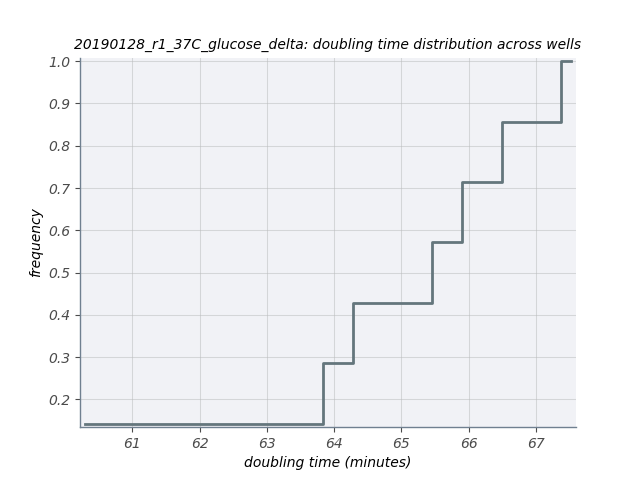 20190128_r1_37C_glucose_delta: doubling time distribution across wells
1.0
0.9
0.8
0.7
0.6
0.5
0.4
0.3
0.2
frequency
61 62 63 64 65 66 67
doubling time (minutes)